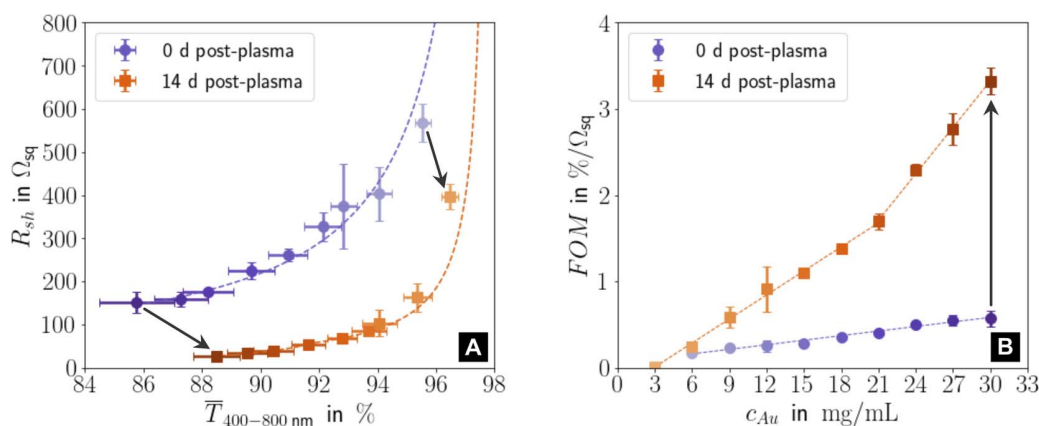 800
700
600
500
400
300
200
100
0
R_sh in Ω_sq
0 d post-plasma
14 d post-plasma
A
84 86 88 90 92 94 96 98
T̅_400−800 nm in %
4
3
2
1
0
FOM in %/Ω_sq
0 d post-plasma
14 d post-plasma
B
0 3 6 9 12 15 18 21 24 27 30 33
c_Au in mg/mL